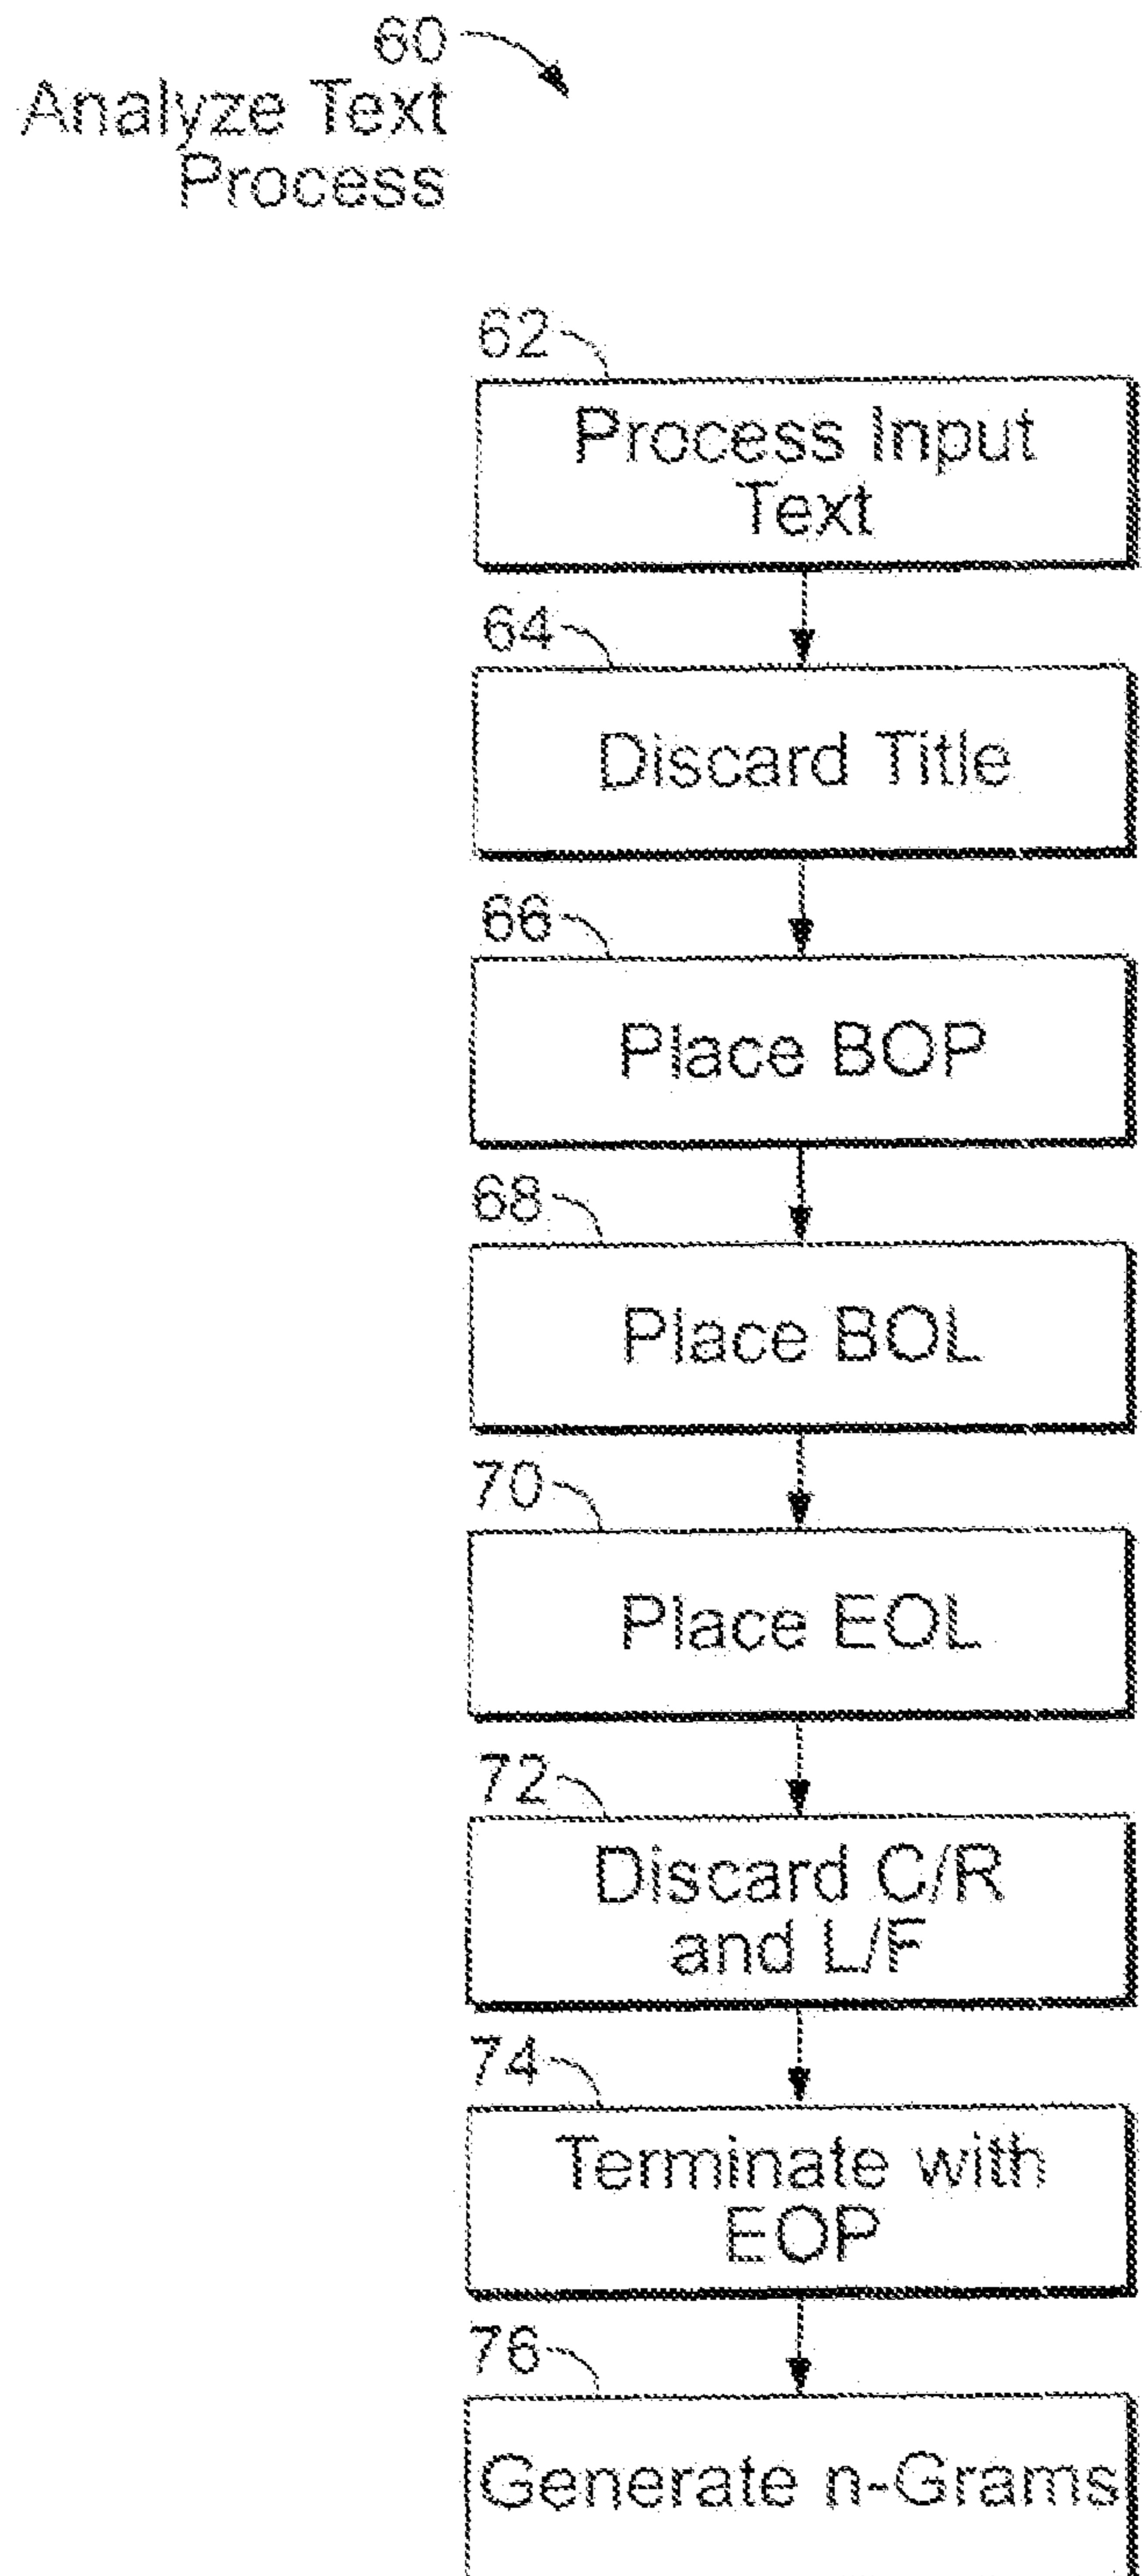 60
Analyze Text
Process
62
Process Input
Text
64
Discard Title
66
Place BOP
68
Place BOL
70
Place EOL
72
Discard C/R
and L/F
74
Terminate with
EOP
76
Generate n-Grams